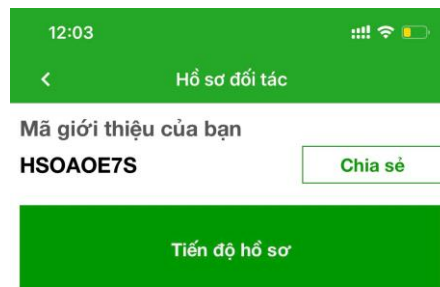 12:03
Hồ sơ đối tác
Mã giới thiệu của bạn
HSOAOE7S
Chia sẻ
Tiến độ hồ sơ